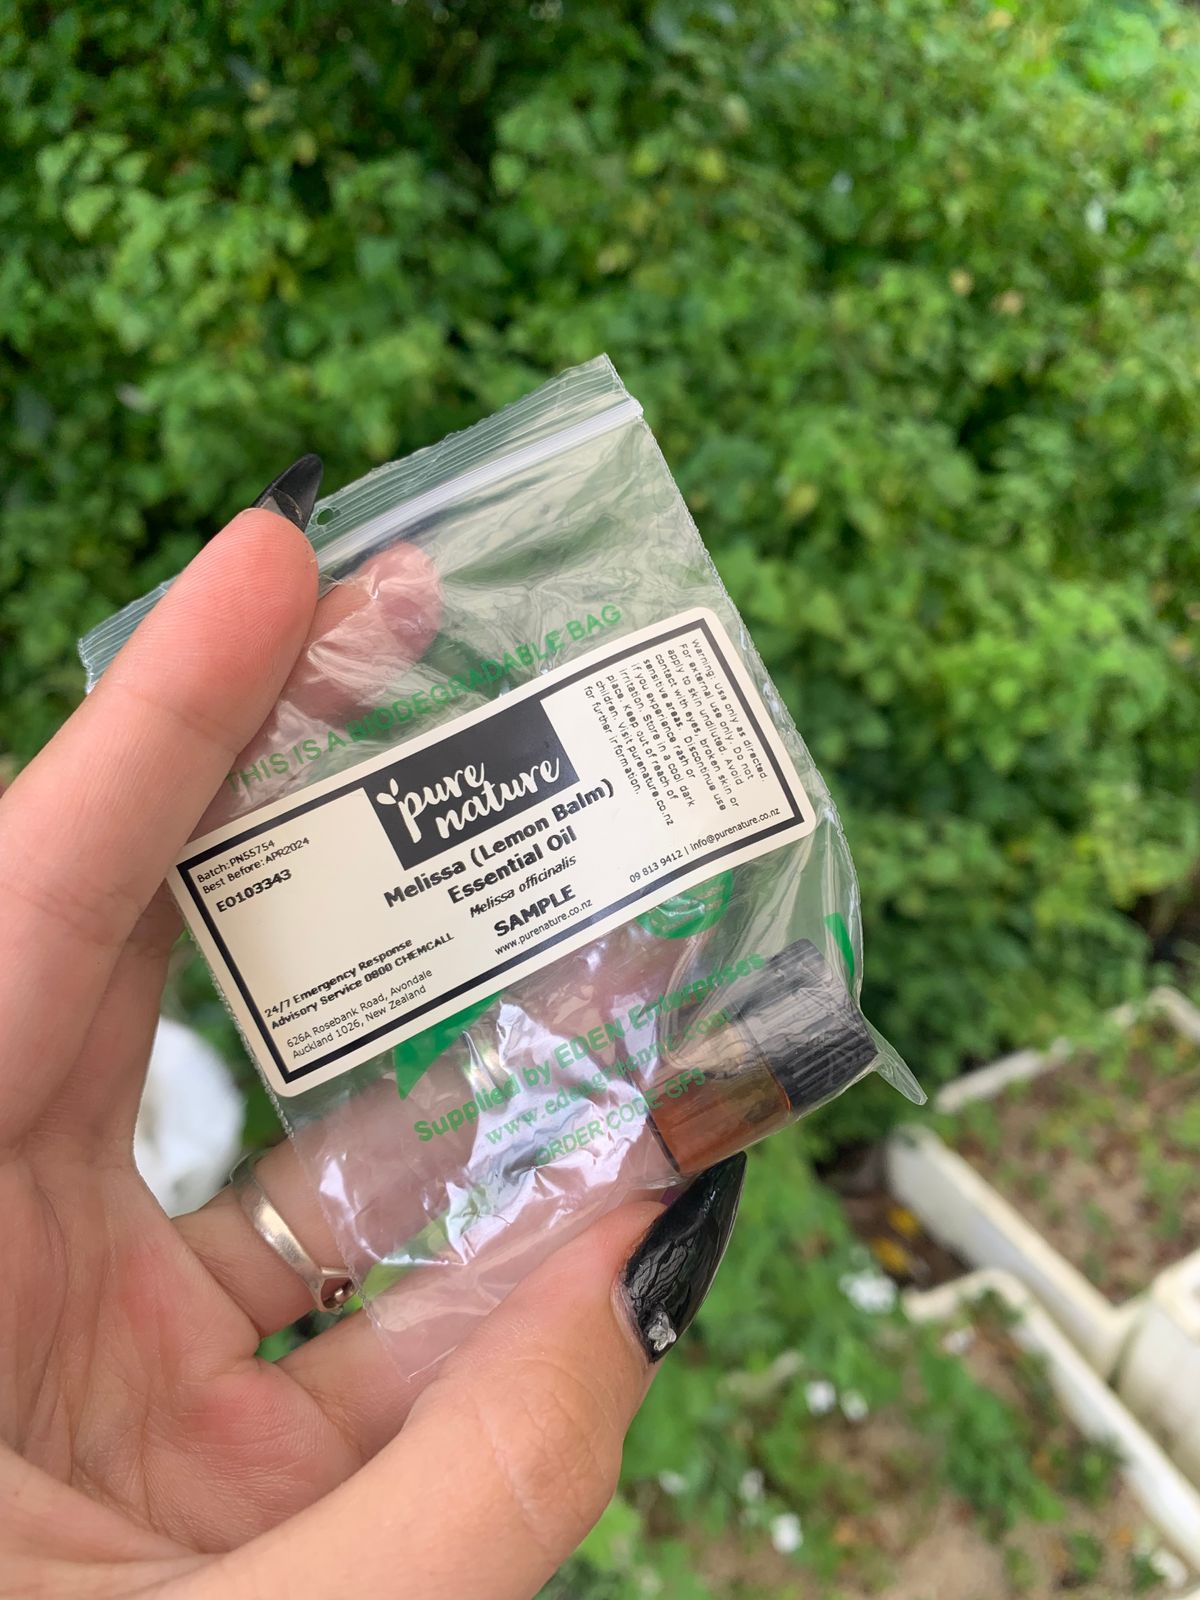 THIS IS A BIODEGRADABLE BAG
pure
nature
Melissa (Lemon Balm)
Essential Oil
Melissa officinalis
SAMPLE
www.purenature.co.nz
Batch:PN55754
Best Before:APR2024
E0103343
24/7 Emergency Response
Advisory Service 0800 CHEMCALL
626A Rosebank Road, Avondale
Auckland 1026, New Zealand
Warning: Use only as directed.
For external use only. Do not
apply to skin undiluted. Avoid
contact with eyes, broken skin or
sensitive areas. Discontinue use
if you experience rash or
irritation. Store in a cool dark
place. Keep out of reach of
children. Visit purenature.co.nz
for further information.
09 813 9412 | info@purenature.co.nz
Supplied by EDEN Enterprises
ORDER CODE GF5